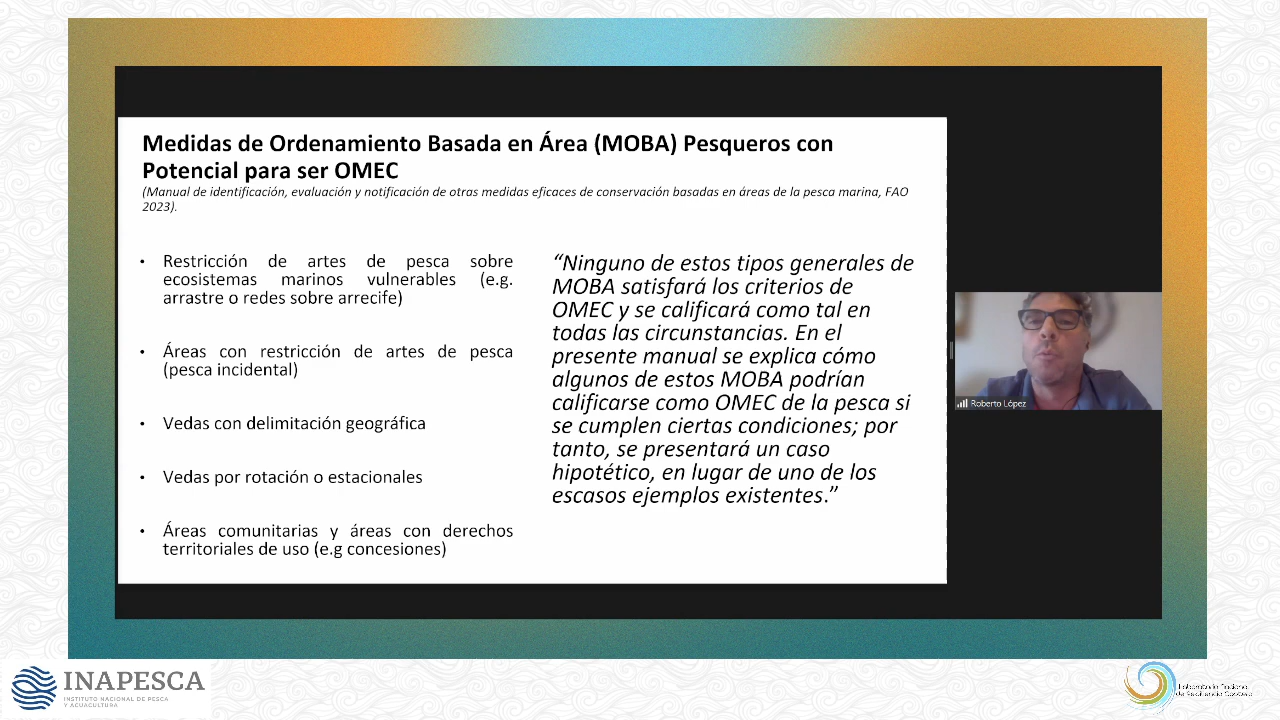 Medidas de Ordenamiento Basada en Área (MOBA) Pesqueros con
Potencial para ser OMEC
(Manual de identificación, evaluación y notificación de otras medidas eficaces de conservación basadas en áreas de la pesca marina, FAO
2023).
• Restricción de artes de pesca sobre
ecosistemas marinos vulnerables (e.g.
arrastre o redes sobre arrecife)
• Áreas con restricción de artes de pesca
(pesca incidental)
• Vedas con delimitación geográfica
• Vedas por rotación o estacionales
• Áreas comunitarias y áreas con derechos
territoriales de uso (e.g concesiones)
“Ninguno de estos tipos generales de
MOBA satisfará los criterios de
OMEC y se calificará como tal en
todas las circunstancias. En el
presente manual se explica cómo
algunos de estos MOBA podrían
calificarse como OMEC de la pesca si
se cumplen ciertas condiciones; por
tanto, se presentará un caso
hipotético, en lugar de uno de los
escasos ejemplos existentes.”
Roberto López
INAPESCA
INSTITUTO NACIONAL DE PESCA
Y ACUACULTURA